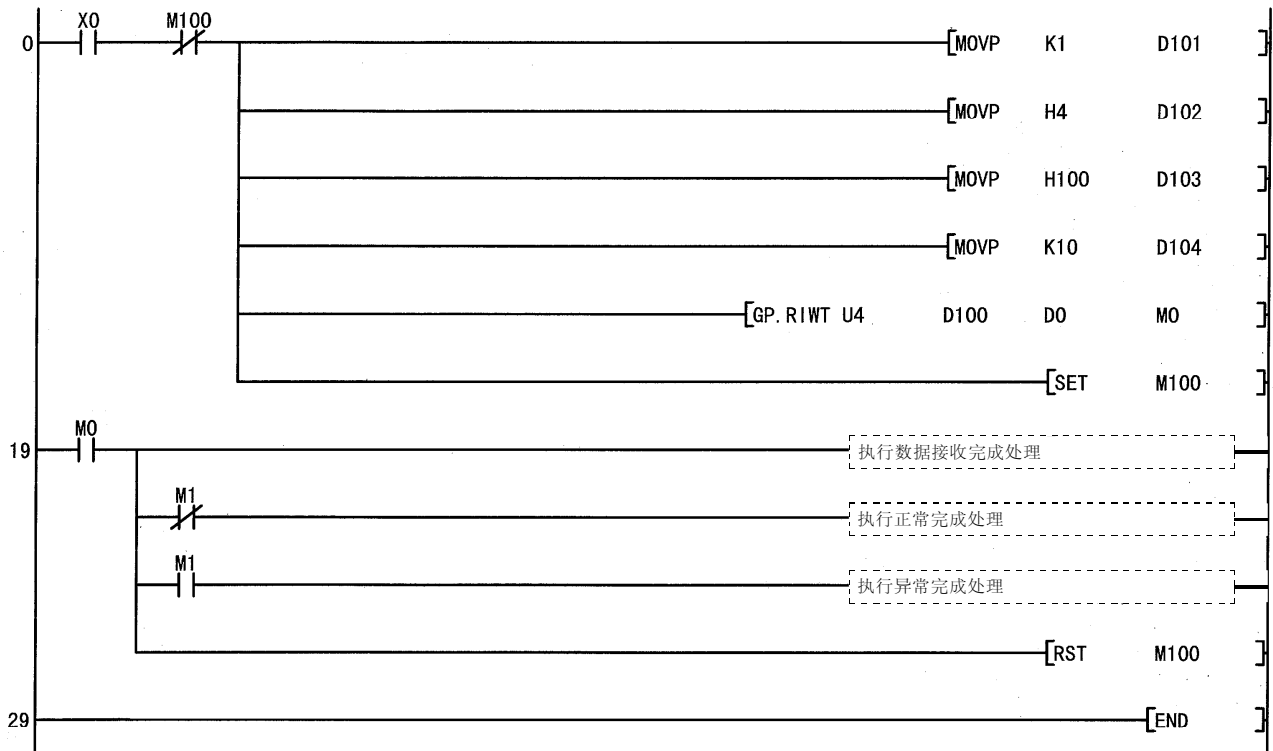 X0 M100
0 [MOVP K1 D101 ]
[MOVP H4 D102 ]
[MOVP H100 D103 ]
[MOVP K10 D104 ]
[GP.RIWT U4 D100 D0 M0 ]
[SET M100 ]
M0
19 执行数据接收完成处理
M1
执行正常完成处理
M1
执行异常完成处理
[RST M100 ]
29 [END ]